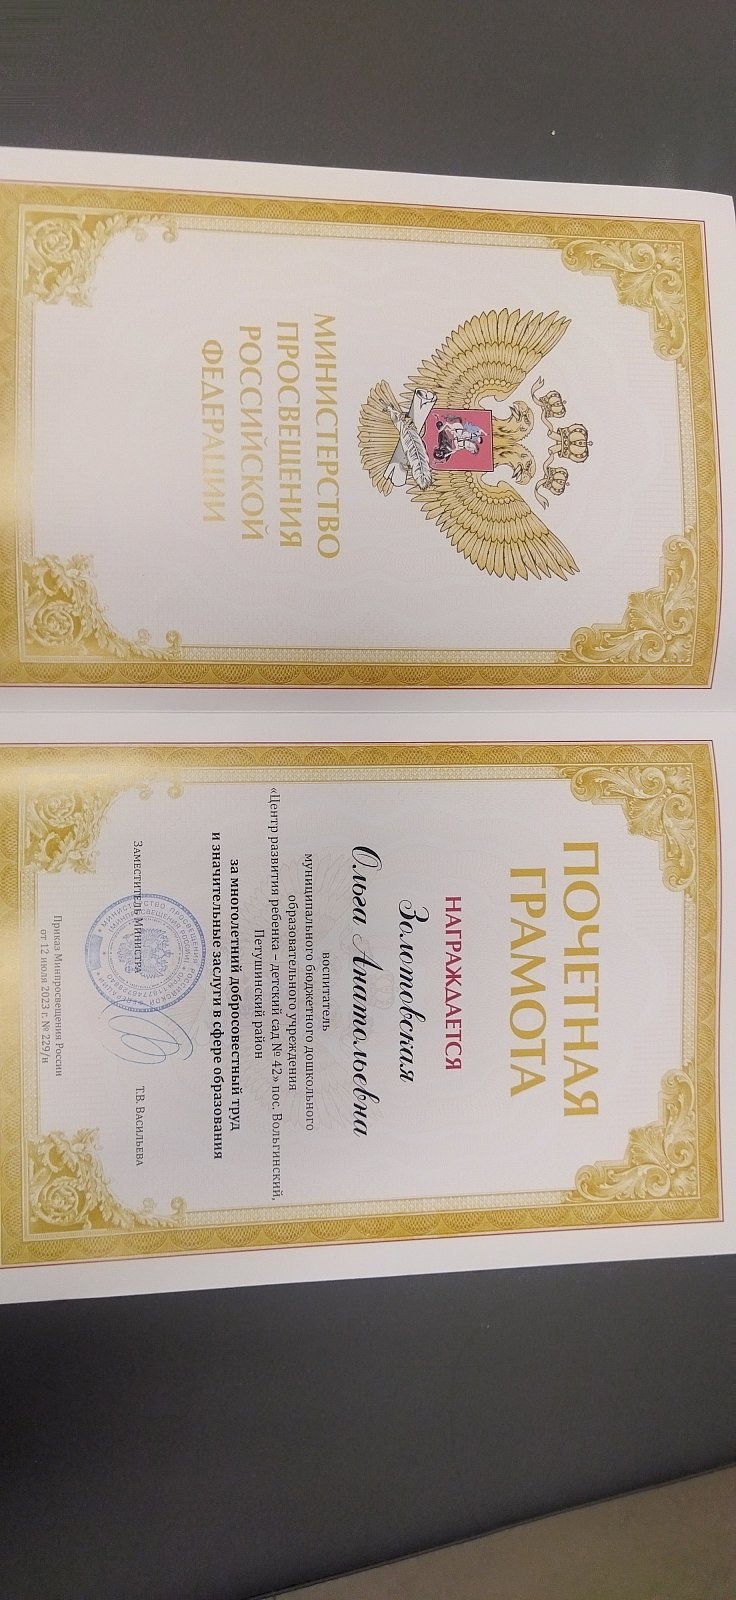 МИНИСТЕРСТВО
ПРОСВЕЩЕНИЯ
РОССИЙСКОЙ
ФЕДЕРАЦИИ
ПОЧЕТНАЯ
ГРАМОТА
НАГРАЖДАЕТСЯ
Золотовская
Ольга Анатольевна
воспитатель
муниципального бюджетного дошкольного
образовательного учреждения
«Центр развития ребенка – детский сад № 42» пос. Вольгинский,
Петушинский район
за многолетний добросовестный труд
и значительные заслуги в сфере образования
Заместитель Министра Т.В. Васильева
Приказ Минпросвещения России
от 12 июля 2023 г. № 229/н